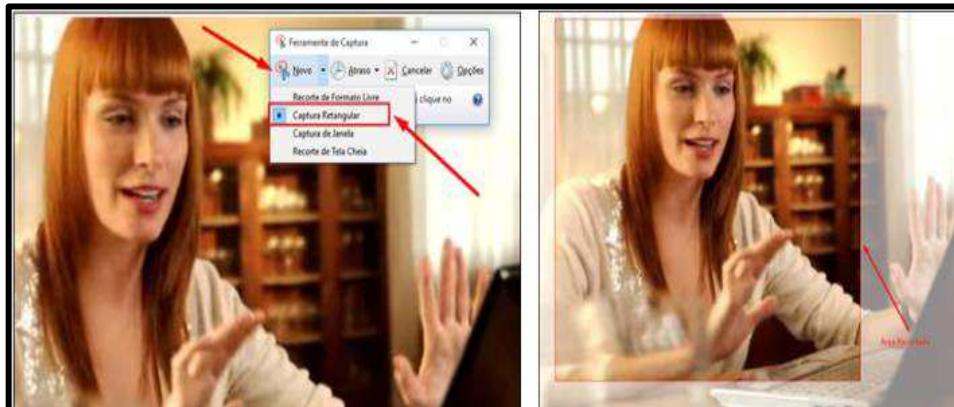 Ferramenta de Captura
Novo Atraso Cancelar Opções
Recorte de Formato Livre
clique no
Captura Retangular
Captura de Janela
Recorte de Tela Cheia